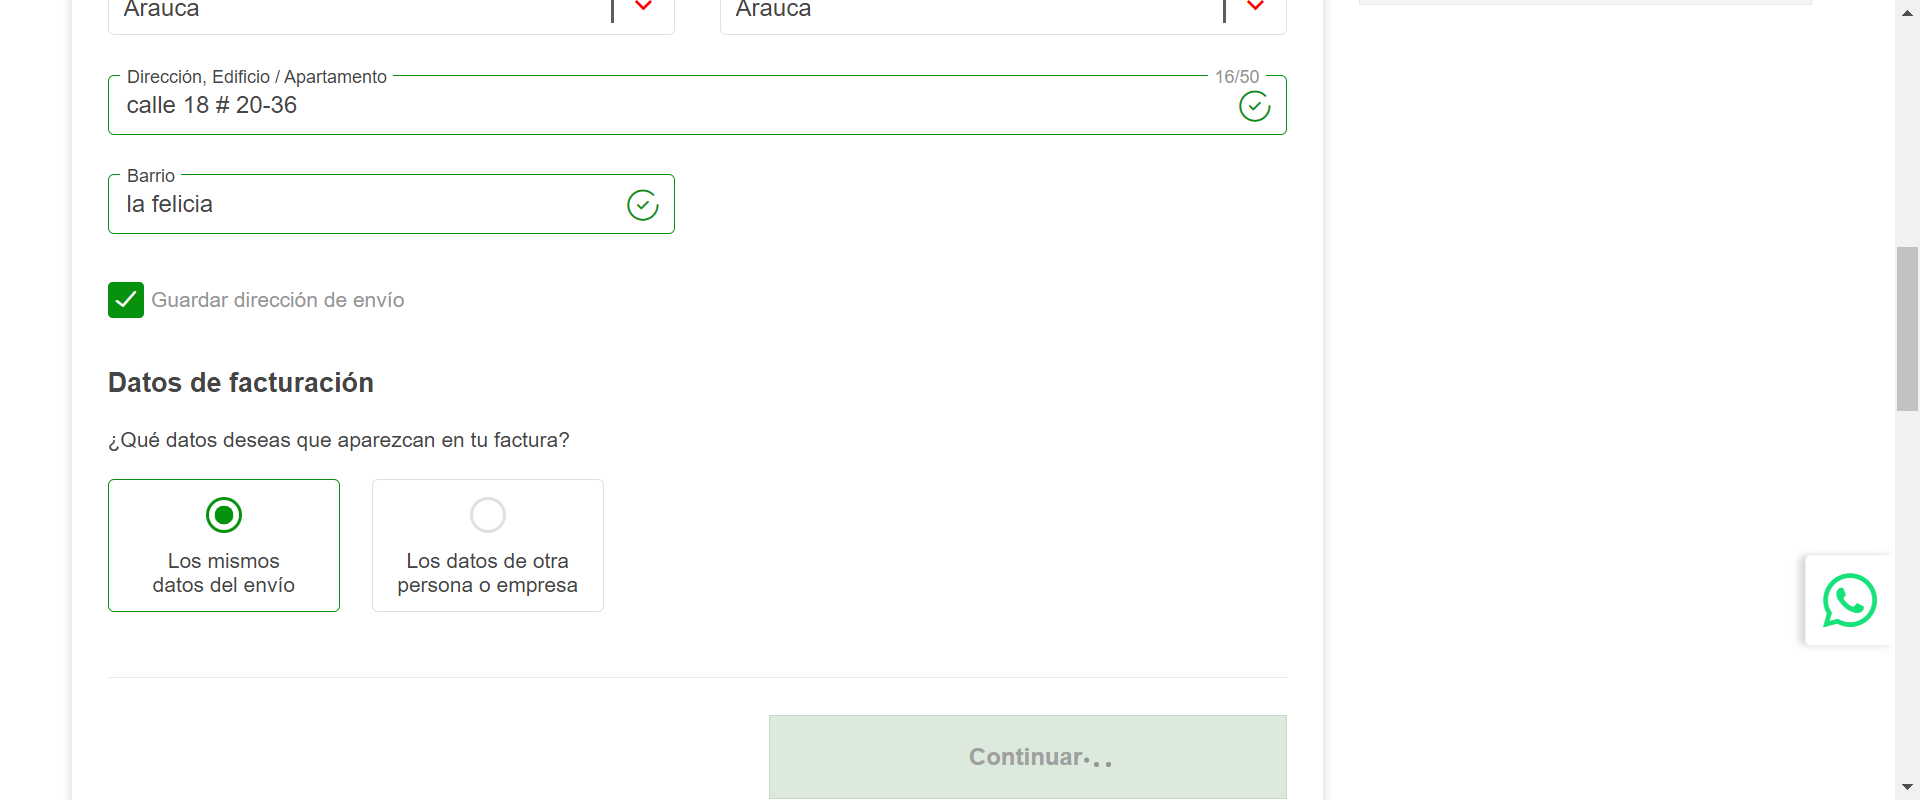 Arauca
Arauca
Dirección, Edificio / Apartamento
16/50
calle 18 # 20-36
Barrio
la felicia
Guardar dirección de envío
Datos de facturación
¿Qué datos deseas que aparezcan en tu factura?
Los mismos
datos del envío
Los datos de otra
persona o empresa
Continuar...